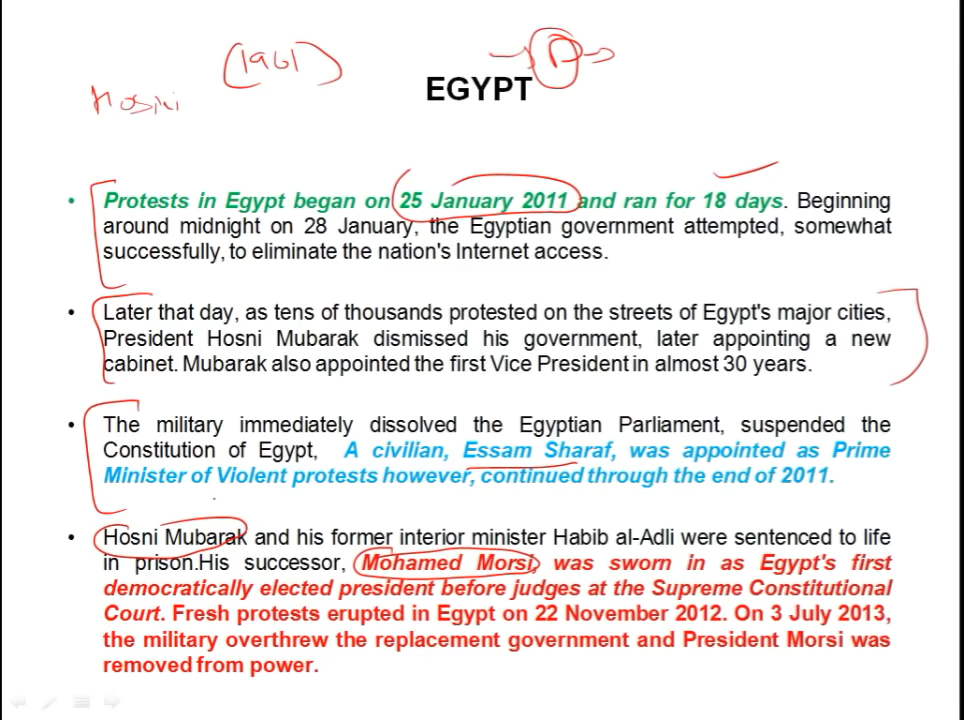 (1961)
Hosni
EGYPT
• Protests in Egypt began on 25 January 2011 and ran for 18 days. Beginning
around midnight on 28 January, the Egyptian government attempted, somewhat
successfully, to eliminate the nation's Internet access.
• Later that day, as tens of thousands protested on the streets of Egypt's major cities,
President Hosni Mubarak dismissed his government, later appointing a new
cabinet. Mubarak also appointed the first Vice President in almost 30 years.
• The military immediately dissolved the Egyptian Parliament, suspended the
Constitution of Egypt, A civilian, Essam Sharaf, was appointed as Prime
Minister of Violent protests however, continued through the end of 2011.
• Hosni Mubarak and his former interior minister Habib al-Adli were sentenced to life
in prison.His successor, Mohamed Morsi, was sworn in as Egypt's first
democratically elected president before judges at the Supreme Constitutional
Court. Fresh protests erupted in Egypt on 22 November 2012. On 3 July 2013,
the military overthrew the replacement government and President Morsi was
removed from power.